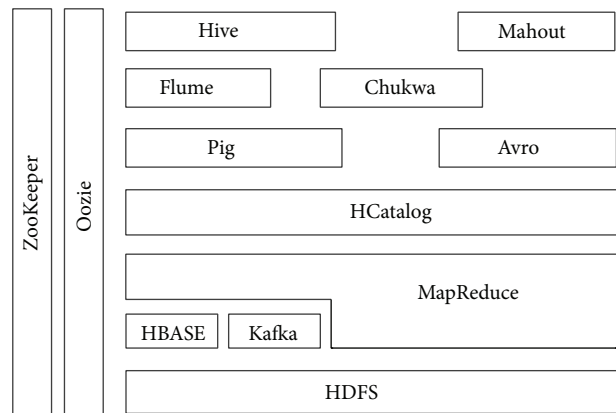 ZooKeeper
Oozie
Hive
Mahout
Flume
Chukwa
Pig
Avro
HCatalog
MapReduce
HBASE
Kafka
HDFS